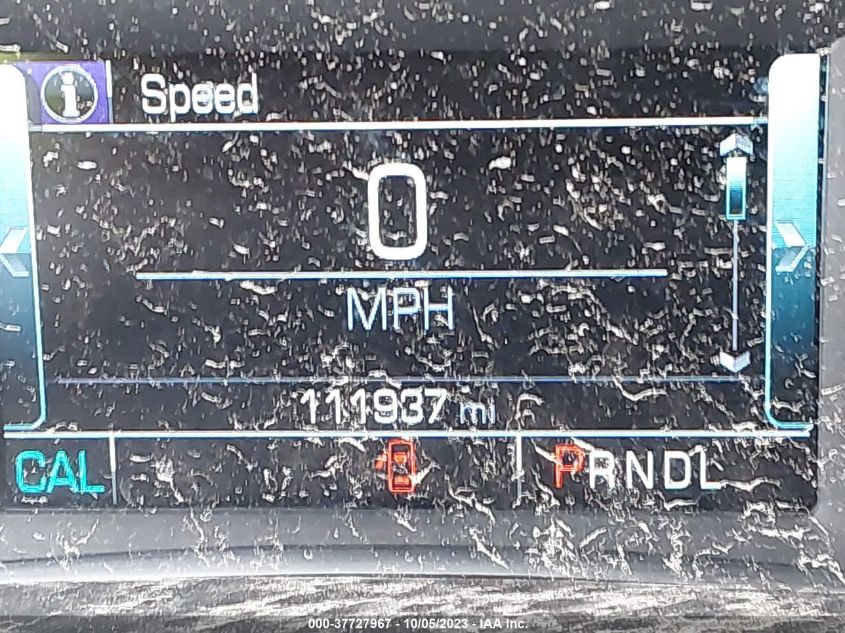 i Speed
0
MPH
111937 mi
CAL PRNDL
000-37727967 - 10/05/2023 - IAA Inc.